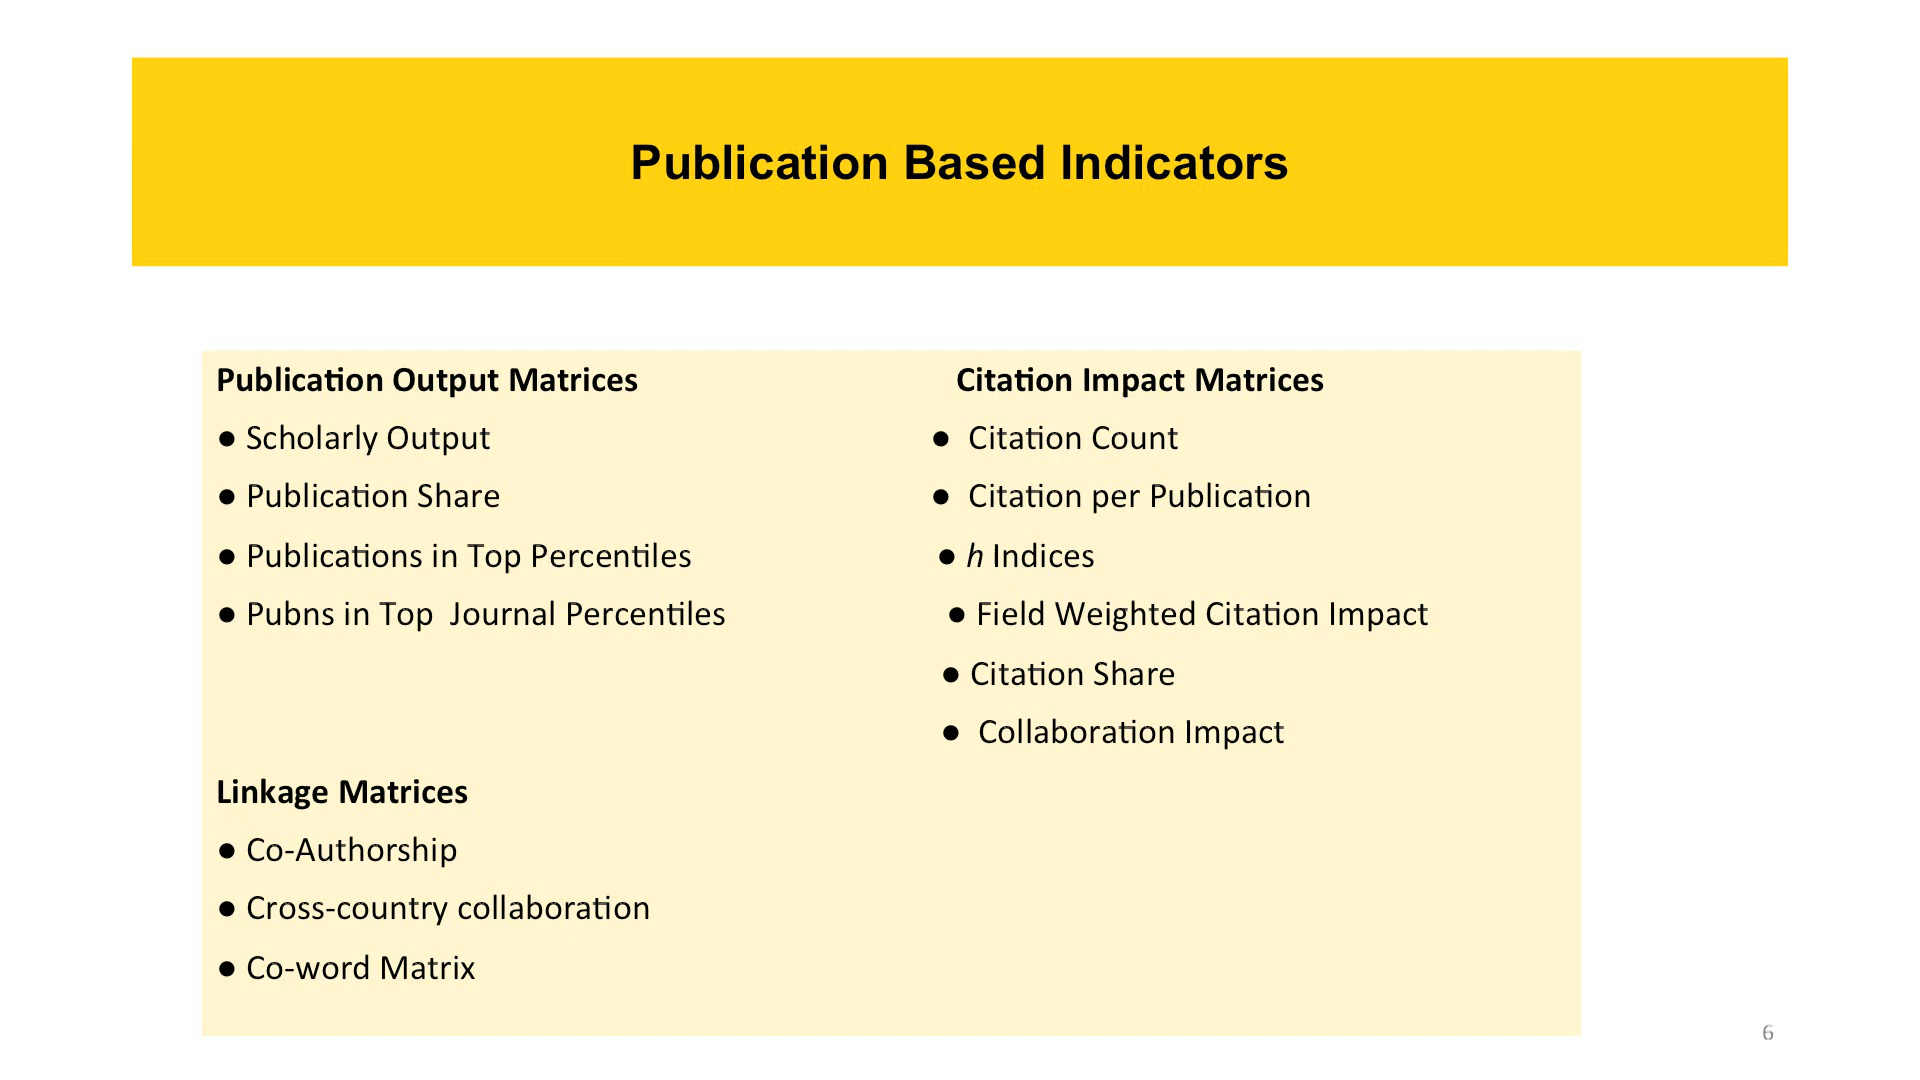 Publication Based Indicators
Publication Output Matrices
● Scholarly Output
● Publication Share
● Publications in Top Percentiles
● Pubns in Top  Journal Percentiles
Citation Impact Matrices
● Citation Count
● Citation per Publication
● h Indices
● Field Weighted Citation Impact
● Citation Share
● Collaboration Impact
Linkage Matrices
● Co-Authorship
● Cross-country collaboration
● Co-word Matrix
6